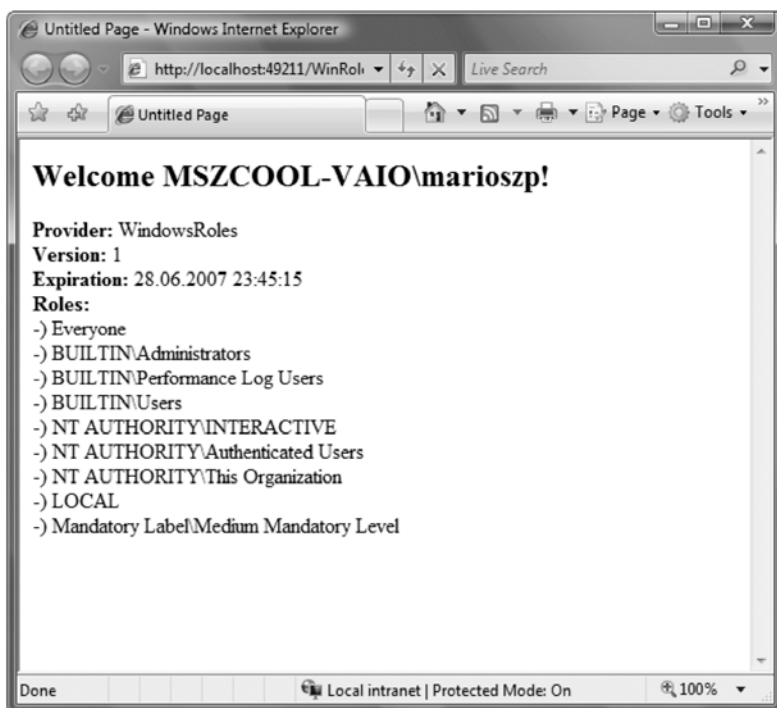 Untitled Page - Windows Internet Explorer
http://localhost:49211/WinRol
Live Search
Untitled Page
Page
Tools
Welcome MSZCOOL-VAIO\marioszp!
Provider: WindowsRoles
Version: 1
Expiration: 28.06.2007 23:45:15
Roles:
-) Everyone
-) BUILTIN\Administrators
-) BUILTIN\Performance Log Users
-) BUILTIN\Users
-) NT AUTHORITY\INTERACTIVE
-) NT AUTHORITY\Authenticated Users
-) NT AUTHORITY\This Organization
-) LOCAL
-) Mandatory Label\Medium Mandatory Level
Done
Local intranet | Protected Mode: On
100%